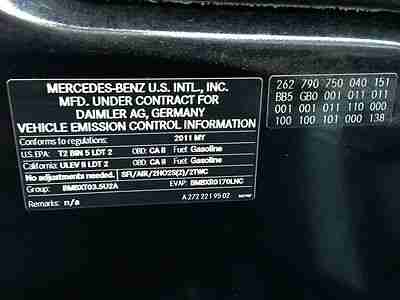 MERCEDES-BENZ U.S. INTL., INC.
MFD. UNDER CONTRACT FOR
DAIMLER AG, GERMANY
VEHICLE EMISSION CONTROL INFORMATION
Conforms to regulations: 2011 MY
U.S. EPA: T2 BIN 5 LDT 2 OBD: CA II Fuel: Gasoline
California: ULEV II LDT 2 OBD: CA II Fuel: Gasoline
No adjustments needed. SFI/AIR/2HO2S(2)/2TWC
Group: BMBXT03.5U2A EVAP: BMBXR0170LNC
Remarks: n/a A 272 221 95 02
262 790 750 040 151
BB5 GB0 001 011 011
001 001 011 110 000
100 100 101 000 138